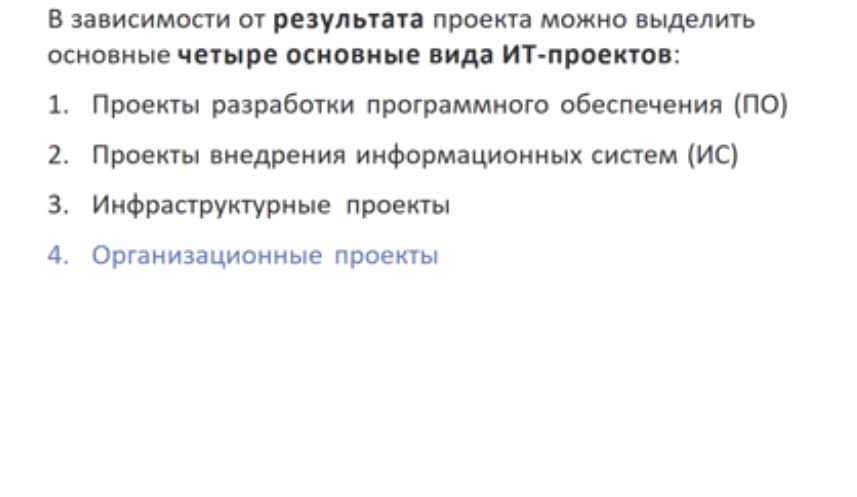 В зависимости от результата проекта можно выделить
основные четыре основные вида ИТ-проектов:
1. Проекты разработки программного обеспечения (ПО)
2. Проекты внедрения информационных систем (ИС)
3. Инфраструктурные проекты
4. Организационные проекты